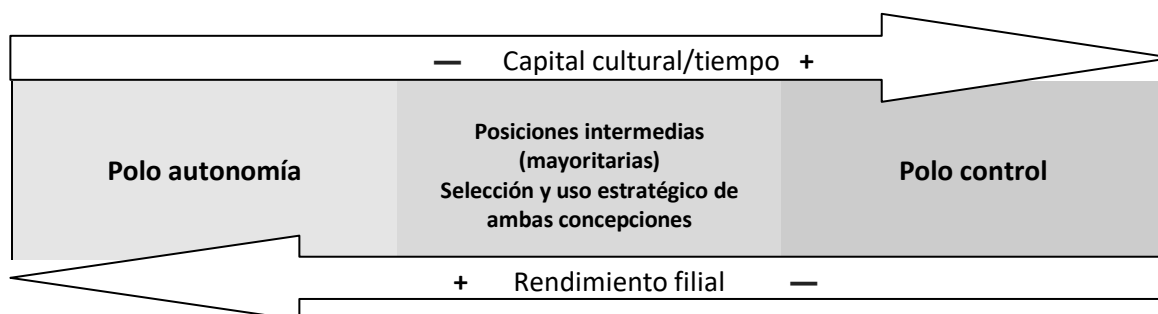 — Capital cultural/tiempo +
Polo autonomía
Posiciones intermedias
(mayoritarias)
Selección y uso estratégico de
ambas concepciones
Polo control
+ Rendimiento filial —